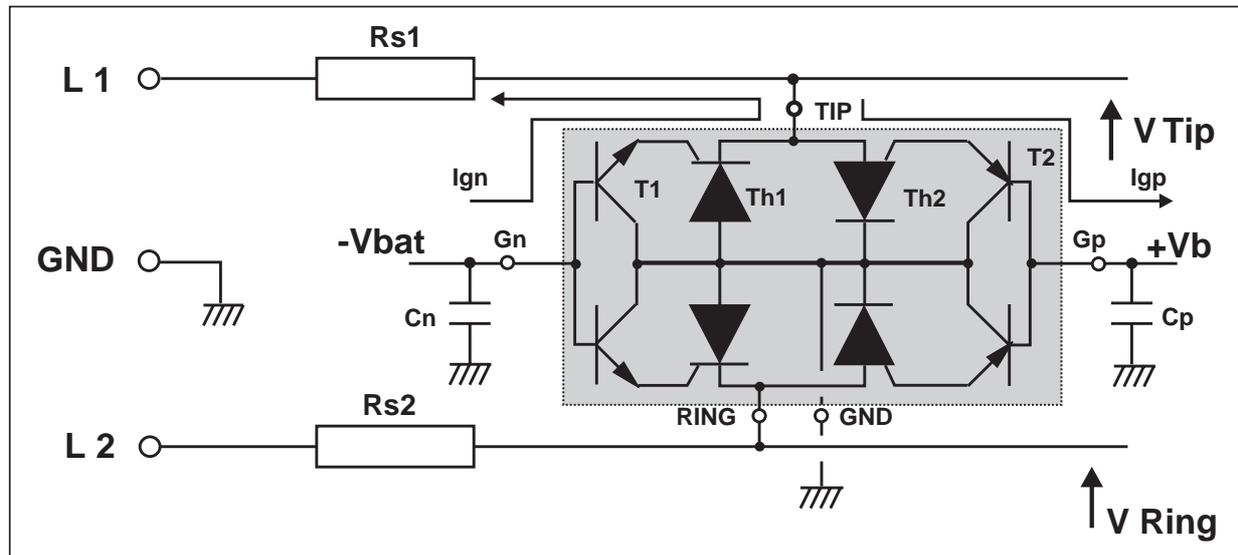 Rs1
L 1
TIP
V Tip
T2
Ign
T1
Th1
Th2
Igp
-Vbat
Gn
Gp
+Vb
GND
Cn
Cp
Rs2
RING
GND
L 2
V Ring